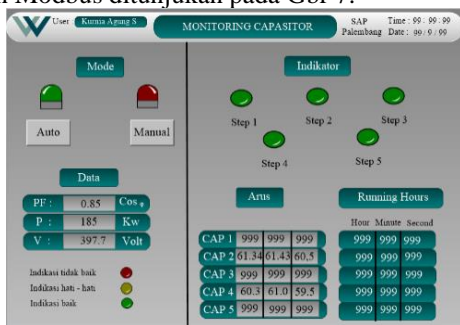 Modbus ditunjukan pada Gbr 7.
User Kurnia Agung S
MONITORING CAPASITOR
SAP Palembang
Time : 99 : 99 : 99
Date : 99 / 9 / 99
Mode
Auto
Manual
Indikator
Step 1
Step 2
Step 3
Step 4
Step 5
Data
PF : 0.85 Cos φ
P : 185 Kw
V : 397.7 Volt
Indikasi tidak baik
Indikasi hati - hati
Indikasi baik
Arus
CAP 1 999 999 999
CAP 2 61.34 61.43 60,5
CAP 3 999 999 999
CAP 4 60.3 61.0 59.5
CAP 5 999 999 999
Running Hours
Hour Minute Second
999 999 999
999 999 999
999 999 999
999 999 999
999 999 999